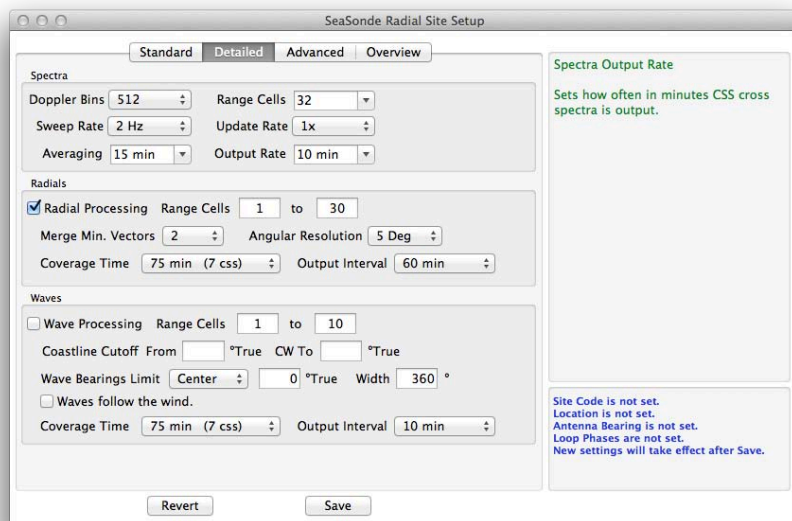 SeaSonde Radial Site Setup
Standard Detailed Advanced Overview
Spectra
Doppler Bins 512 Range Cells 32
Sweep Rate 2 Hz Update Rate 1x
Averaging 15 min Output Rate 10 min
Radials
Radial Processing Range Cells 1 to 30
Merge Min. Vectors 2 Angular Resolution 5 Deg
Coverage Time 75 min (7 css) Output Interval 60 min
Waves
Wave Processing Range Cells 1 to 10
Coastline Cutoff From °True CW To °True
Wave Bearings Limit Center 0 °True Width 360 °
Waves follow the wind.
Coverage Time 75 min (7 css) Output Interval 10 min
Revert Save
Spectra Output Rate
Sets how often in minutes CSS cross
spectra is output.
Site Code is not set.
Location is not set.
Antenna Bearing is not set.
Loop Phases are not set.
New settings will take effect after Save.